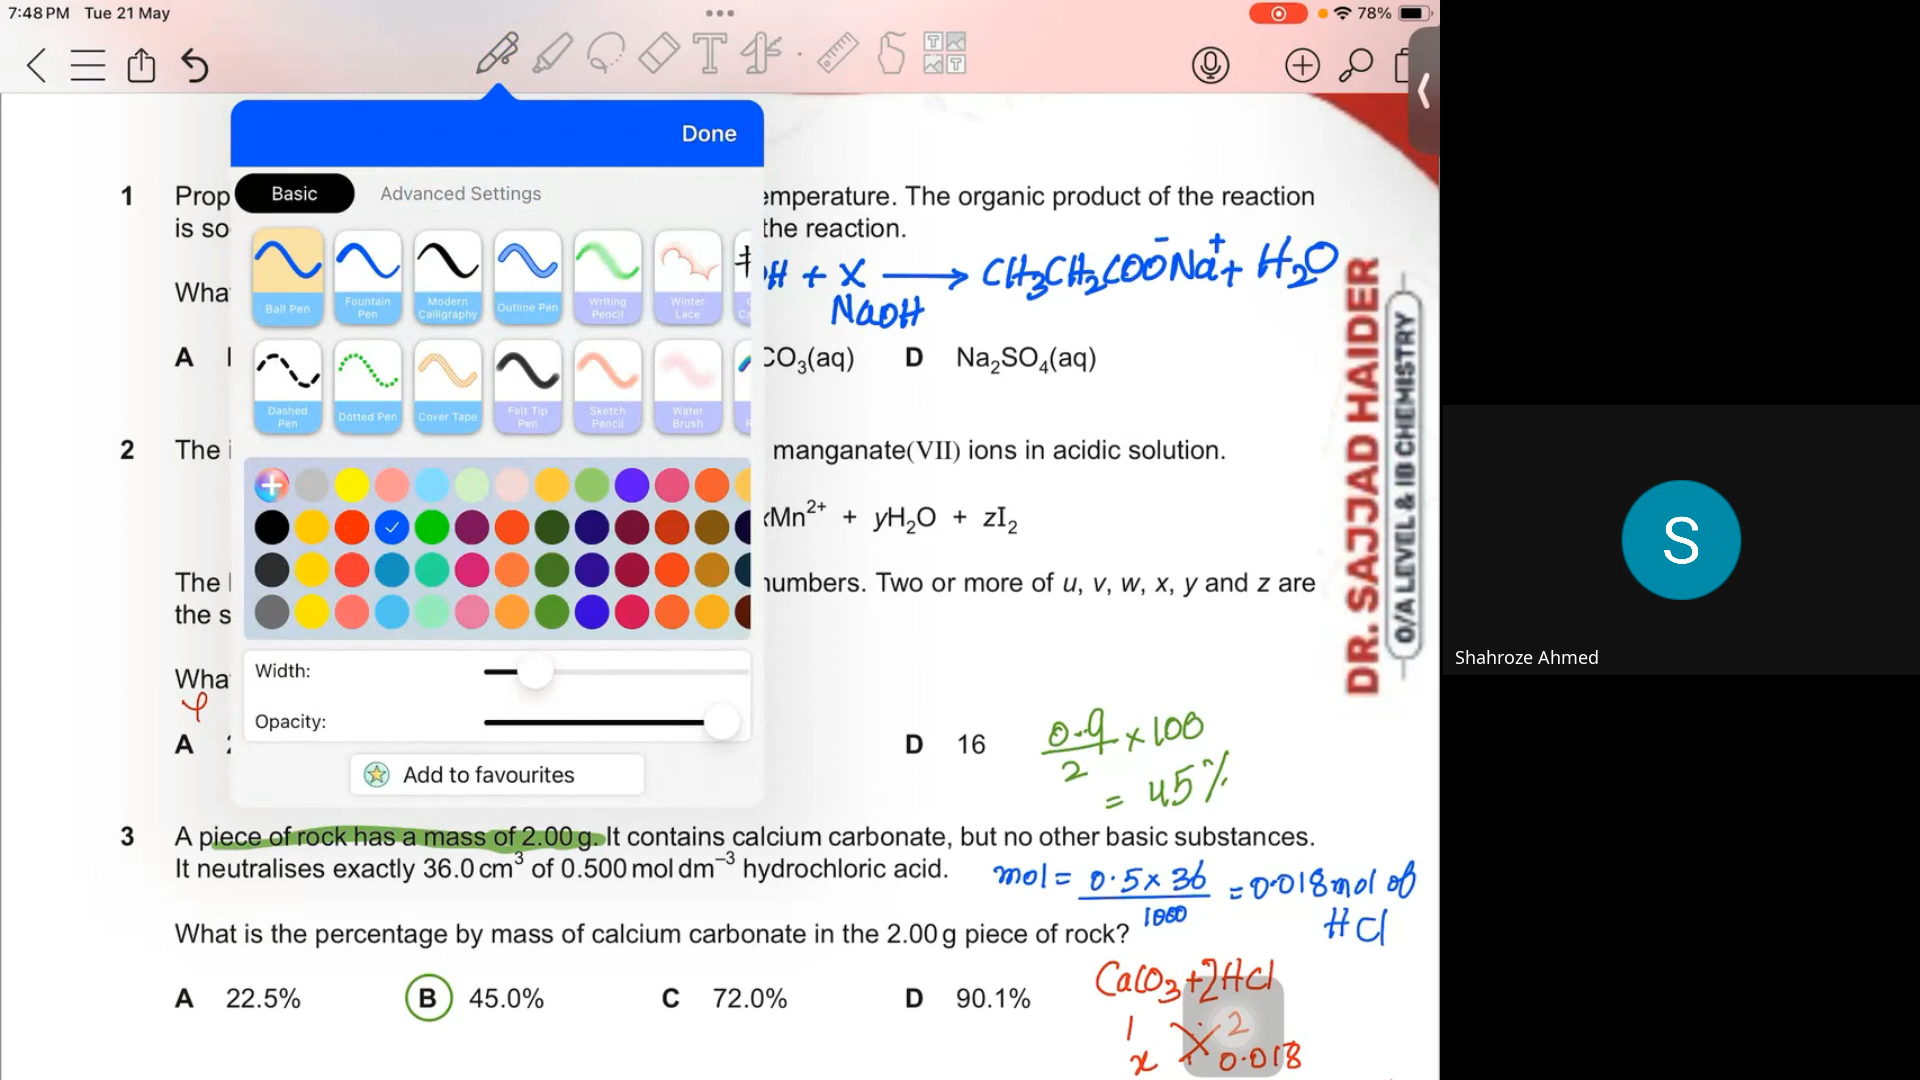 7:48 PM Tue 21 May
78%
Done
Basic
Advanced Settings
Ball Pen
Fountain Pen
Modern Calligraphy
Outline Pen
Writing Pencil
Winter Lace
Dashed Pen
Dotted Pen
Cover Tape
Felt Tip Pen
Sketch Pencil
Water Brush
Width:
Opacity:
Add to favourites
1 Prop emperature. The organic product of the reaction
is so the reaction.
H + X ⟶ CH3CH2COO⁻Na⁺ + H2O
NaOH
Wha
A CO3(aq) D Na2SO4(aq)
2 The i manganate(VII) ions in acidic solution.
xMn²⁺ + yH2O + zI2
The numbers. Two or more of u, v, w, x, y and z are
the s
Wha
A D 16
0.9/2 × 100
= 45%
3 A piece of rock has a mass of 2.00 g. It contains calcium carbonate, but no other basic substances.
It neutralises exactly 36.0 cm³ of 0.500 mol dm⁻³ hydrochloric acid.
mol = 0.5 × 36 / 1000 = 0.018 mol of
HCl
What is the percentage by mass of calcium carbonate in the 2.00 g piece of rock?
A 22.5% B 45.0% C 72.0% D 90.1%
CaCO3 + 2HCl
1 2
x 0.018
DR. SAJJAD HAIDER
O/A LEVEL & IB CHEMISTRY
S
Shahroze Ahmed